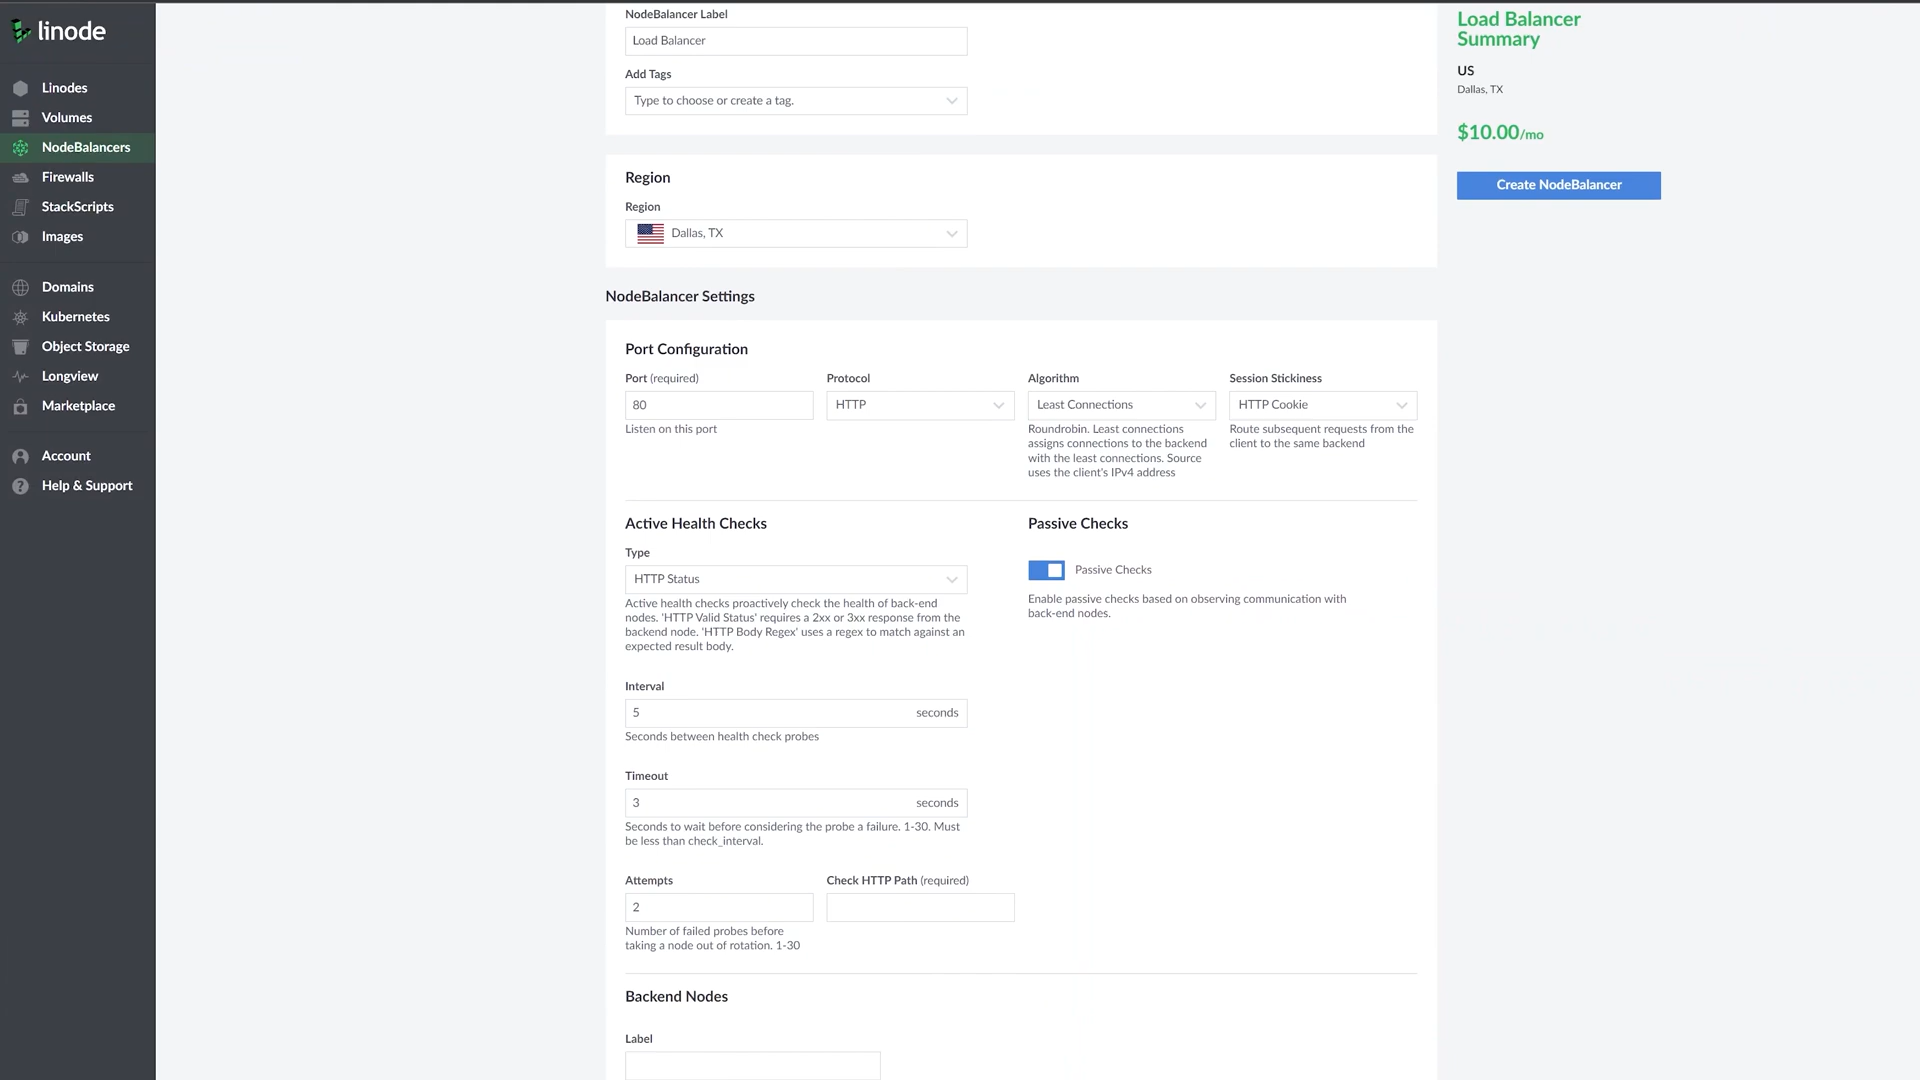 linode
Linodes
Volumes
NodeBalancers
Firewalls
StackScripts
Images
Domains
Kubernetes
Object Storage
Longview
Marketplace
Account
Help & Support
NodeBalancer Label
Load Balancer
Add Tags
Type to choose or create a tag.
Region
Region
Dallas, TX
NodeBalancer Settings
Port Configuration
Port (required)
80
Listen on this port
Protocol
HTTP
Algorithm
Least Connections
Roundrobin. Least connections
assigns connections to the backend
with the least connections. Source
uses the client's IPv4 address
Session Stickiness
HTTP Cookie
Route subsequent requests from the
client to the same backend
Active Health Checks
Type
HTTP Status
Active health checks proactively check the health of back-end
nodes. 'HTTP Valid Status' requires a 2xx or 3xx response from the
backend node. 'HTTP Body Regex' uses a regex to match against an
expected result body.
Interval
5 seconds
Seconds between health check probes
Timeout
3 seconds
Seconds to wait before considering the probe a failure. 1-30. Must
be less than check_interval.
Attempts
2
Number of failed probes before
taking a node out of rotation. 1-30
Check HTTP Path (required)
Passive Checks
Passive Checks
Enable passive checks based on observing communication with
back-end nodes.
Backend Nodes
Label
Load Balancer
Summary
US
Dallas, TX
$10.00/mo
Create NodeBalancer